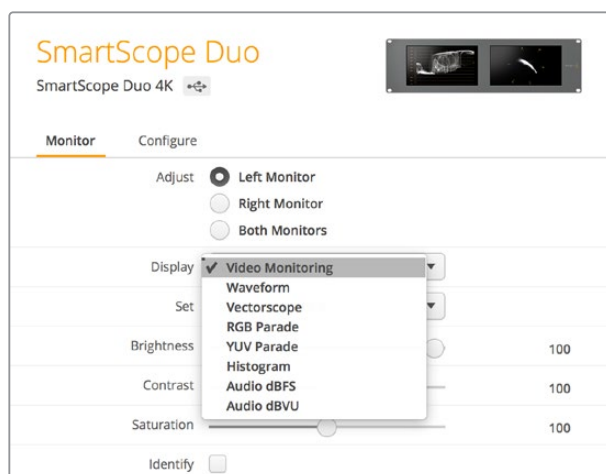 SmartScope Duo
SmartScope Duo 4K
Monitor Configure
Adjust Left Monitor
Right Monitor
Both Monitors
Display ✓ Video Monitoring
Waveform
Set Vectorscope
RGB Parade
Brightness YUV Parade 100
Histogram
Contrast Audio dBFS 100
Audio dBVU
Saturation 100
Identify